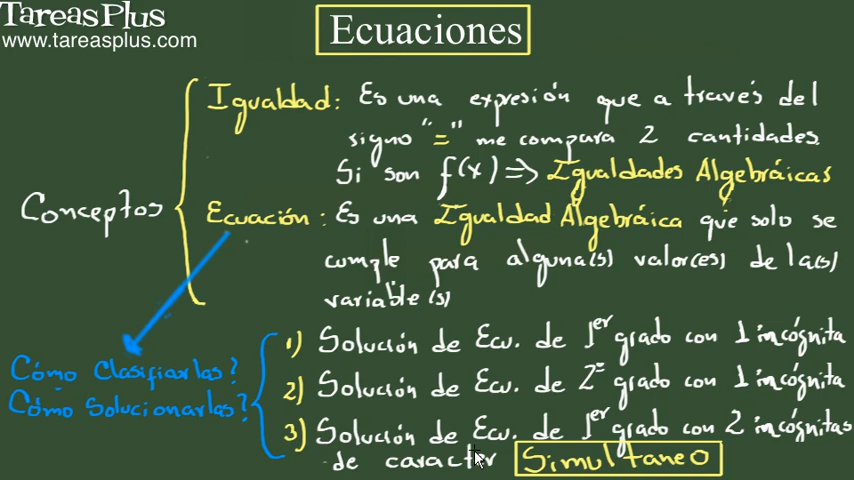 TareasPlus
www.tareasplus.com
Ecuaciones
Conceptos
Igualdad: Es una expresión que a través del
signo "=" me compara 2 cantidades.
Si son f(x) => Igualdades Algebráicas
Ecuación: Es una Igualdad Algebráica que solo se
cumple para alguna(s) valor(es) de la(s)
variable(s)
Cómo Clasifiarlas?
Cómo Solucionarlas?
1) Solución de Ecu. de 1er grado con 1 incógnita
2) Solución de Ecu. de 2= grado con 1 incógnita
3) Solución de Ecu. de 1er grado con 2 incógnitas
de caracter Simultaneo